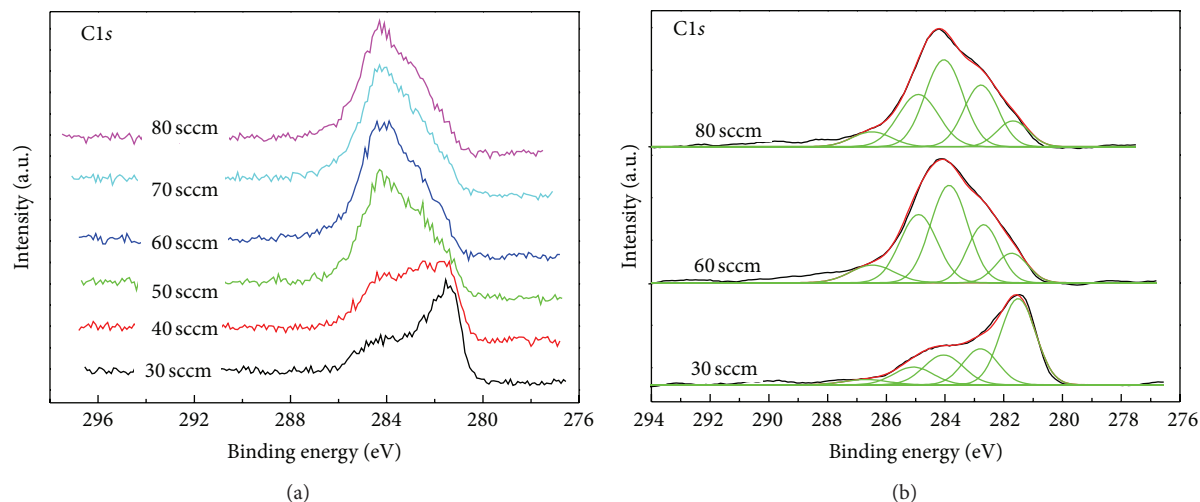 C1s
80 sccm
70 sccm
60 sccm
50 sccm
40 sccm
30 sccm
Intensity (a.u.)
296 292 288 284 280
Binding energy (eV)
(a)
C1s
80 sccm
60 sccm
30 sccm
Intensity (a.u.)
294 292 290 288 286 284 282 280 278 276
Binding energy (eV)
(b)